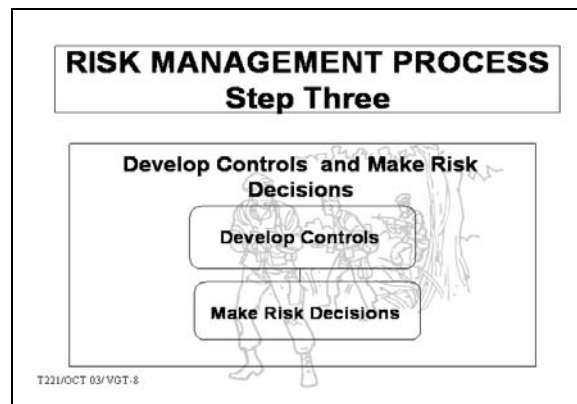 RISK MANAGEMENT PROCESS
Step Three
Develop Controls and Make Risk
Decisions
Develop Controls
Make Risk Decisions
T221/OCT 03/ VGT-8